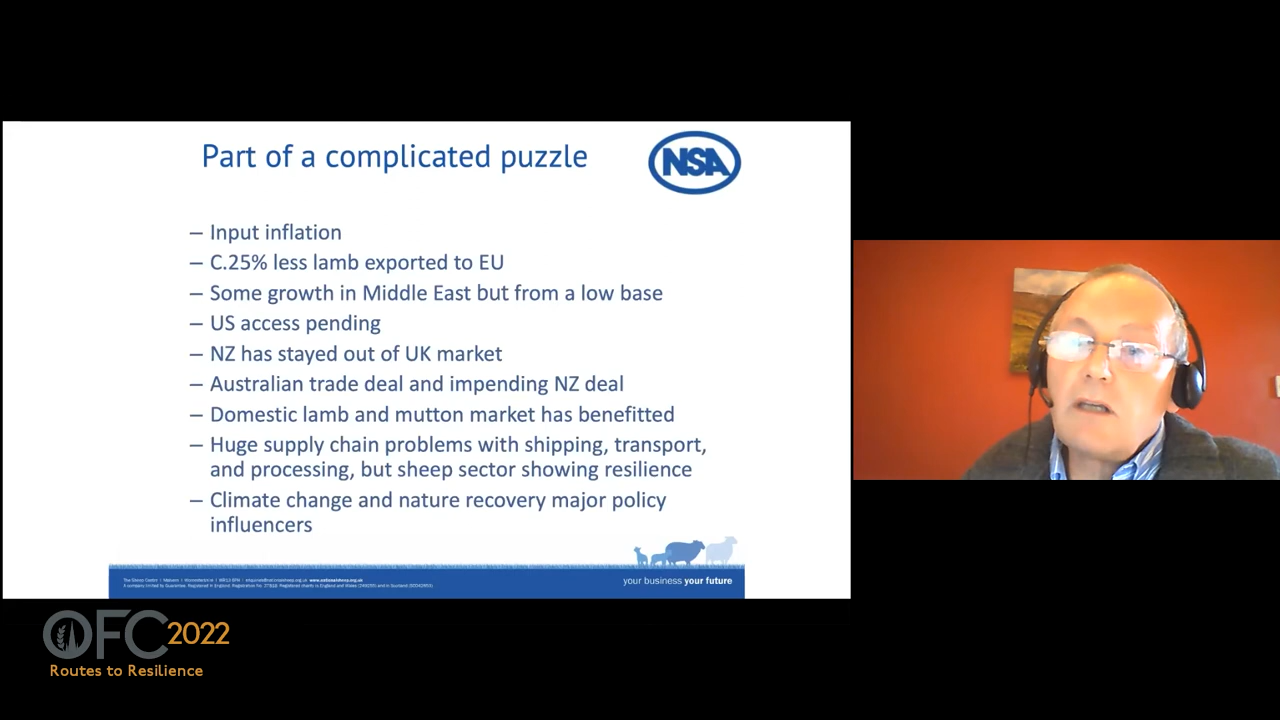 Part of a complicated puzzle
NSA
– Input inflation
– C.25% less lamb exported to EU
– Some growth in Middle East but from a low base
– US access pending
– NZ has stayed out of UK market
– Australian trade deal and impending NZ deal
– Domestic lamb and mutton market has benefitted
– Huge supply chain problems with shipping, transport,
and processing, but sheep sector showing resilience
– Climate change and nature recovery major policy
influencers
your business your future
OFC 2022
Routes to Resilience